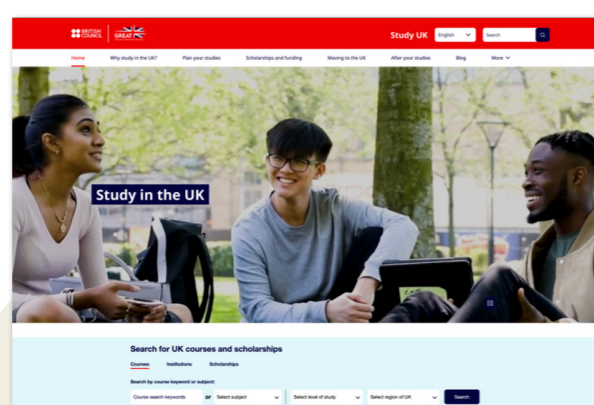 BRITISH COUNCIL
GREAT
Study UK
English
Search
Home
Why study in the UK?
Plan your studies
Scholarships and funding
Moving to the UK
After your studies
Blog
More
Study in the UK
Search for UK courses and scholarships
Courses
Institutions
Scholarships
Search by course keyword or subject:
Course search keywords
or
Select subject
Select level of study
Select region of UK
Search